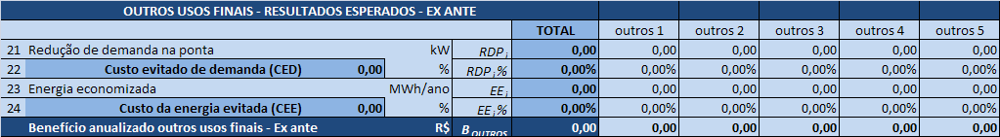 OUTROS USOS FINAIS - RESULTADOS ESPERADOS - EX ANTE
TOTAL outros 1 outros 2 outros 3 outros 4 outros 5
21 Redução de demanda na ponta kW RDP i 0,00 0,00 0,00 0,00 0,00 0,00
22 Custo evitado de demanda (CED) 0,00 % RDP i % 0,00% 0,00% 0,00% 0,00% 0,00% 0,00%
23 Energia economizada MWh/ano EE i 0,00 0,00 0,00 0,00 0,00 0,00
24 Custo da energia evitada (CEE) 0,00 % EE i % 0,00% 0,00% 0,00% 0,00% 0,00% 0,00%
Benefício anualizado outros usos finais - Ex ante R$ B OUTROS 0,00 0,00 0,00 0,00 0,00 0,00